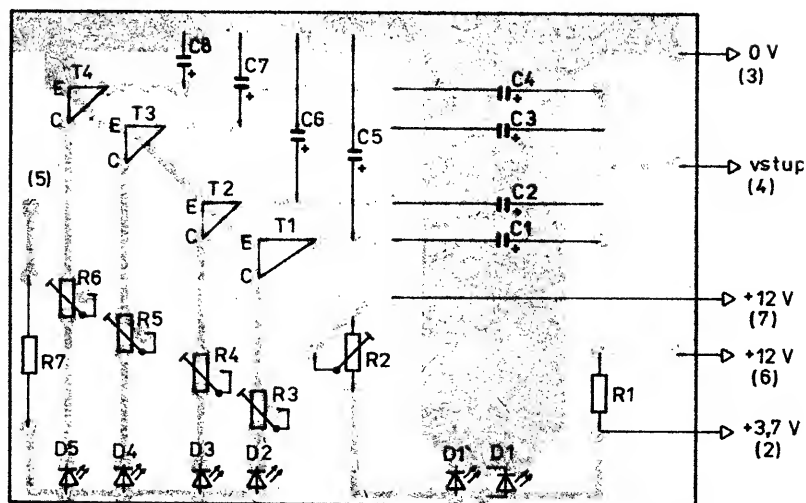 C8
T4
C7
0 V
(3)
E
T3
C4
C
E
C3
C6
C5
C
(5)
vstup
(4)
T2
C2
E
T1
C1
C
E
C
R6
+12 V
(7)
R5
R7
R4
R2
+12 V
(6)
R3
R1
+3,7 V
(2)
D5
D4
D3
D2
D1'
D1